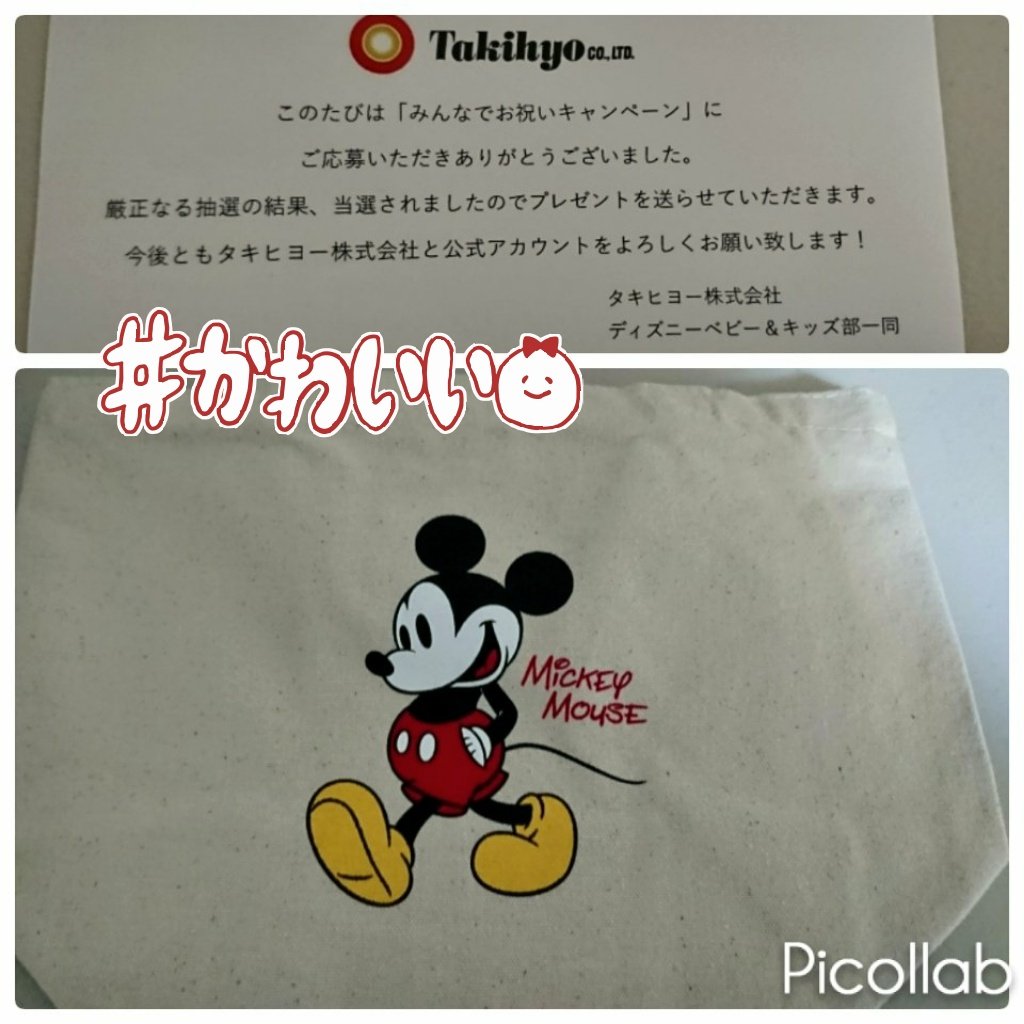 Takihyo CO.,LTD.
このたびは「みんなでお祝いキャンペーン」に
ご応募いただきありがとうございました。
厳正なる抽選の結果、当選されましたのでプレゼントを送らせていただきます。
今後ともタキヒヨー株式会社と公式アカウントをよろしくお願い致します！
タキヒヨー株式会社
ディズニーベビー＆キッズ部一同
#かわいい
MICKEY
MOUSE
Picollab